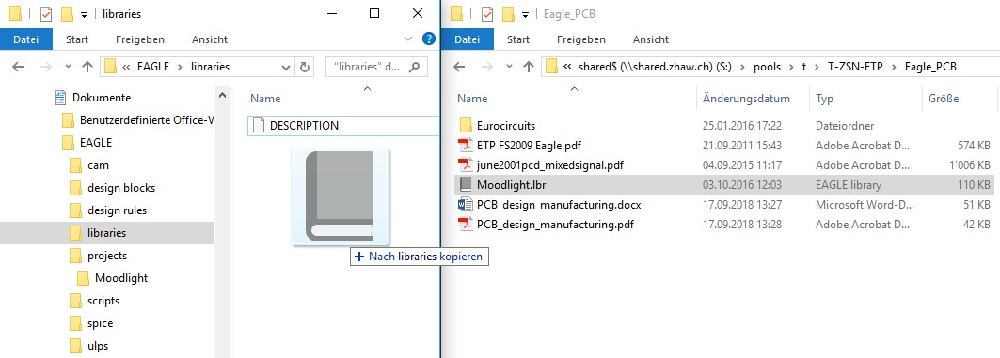 libraries
Datei Start Freigeben Ansicht
« EAGLE › libraries "libraries" d...
Dokumente
Benutzerdefinierte Office-V
EAGLE
cam
design blocks
design rules
libraries
projects
Moodlight
scripts
spice
ulps
Name
DESCRIPTION
+ Nach libraries kopieren
Eagle_PCB
Datei Start Freigeben Ansicht
« shared$ (\\shared.zhaw.ch) (S:) › pools › t › T-ZSN-ETP › Eagle_PCB
Name Änderungsdatum Typ Größe
Eurocircuits 25.01.2016 17:22 Dateiordner
ETP FS2009 Eagle.pdf 21.09.2011 15:43 Adobe Acrobat D... 574 KB
june2001pcd_mixedsignal.pdf 04.09.2015 11:17 Adobe Acrobat D... 1'006 KB
Moodlight.lbr 03.10.2016 12:03 EAGLE library 110 KB
PCB_design_manufacturing.docx 17.09.2018 13:27 Microsoft Word-D... 51 KB
PCB_design_manufacturing.pdf 17.09.2018 13:28 Adobe Acrobat D... 42 KB